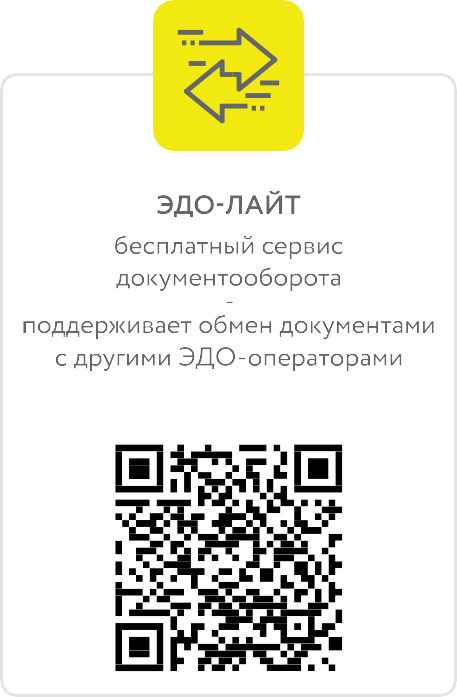 ЭДО-ЛАЙТ
бесплатный сервис
документооборота
-
поддерживает обмен документами
с другими ЭДО-операторами